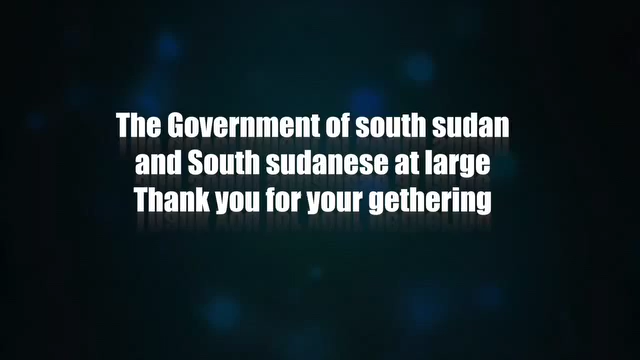 The Government of south sudan
and South sudanese at large
Thank you for your gethering